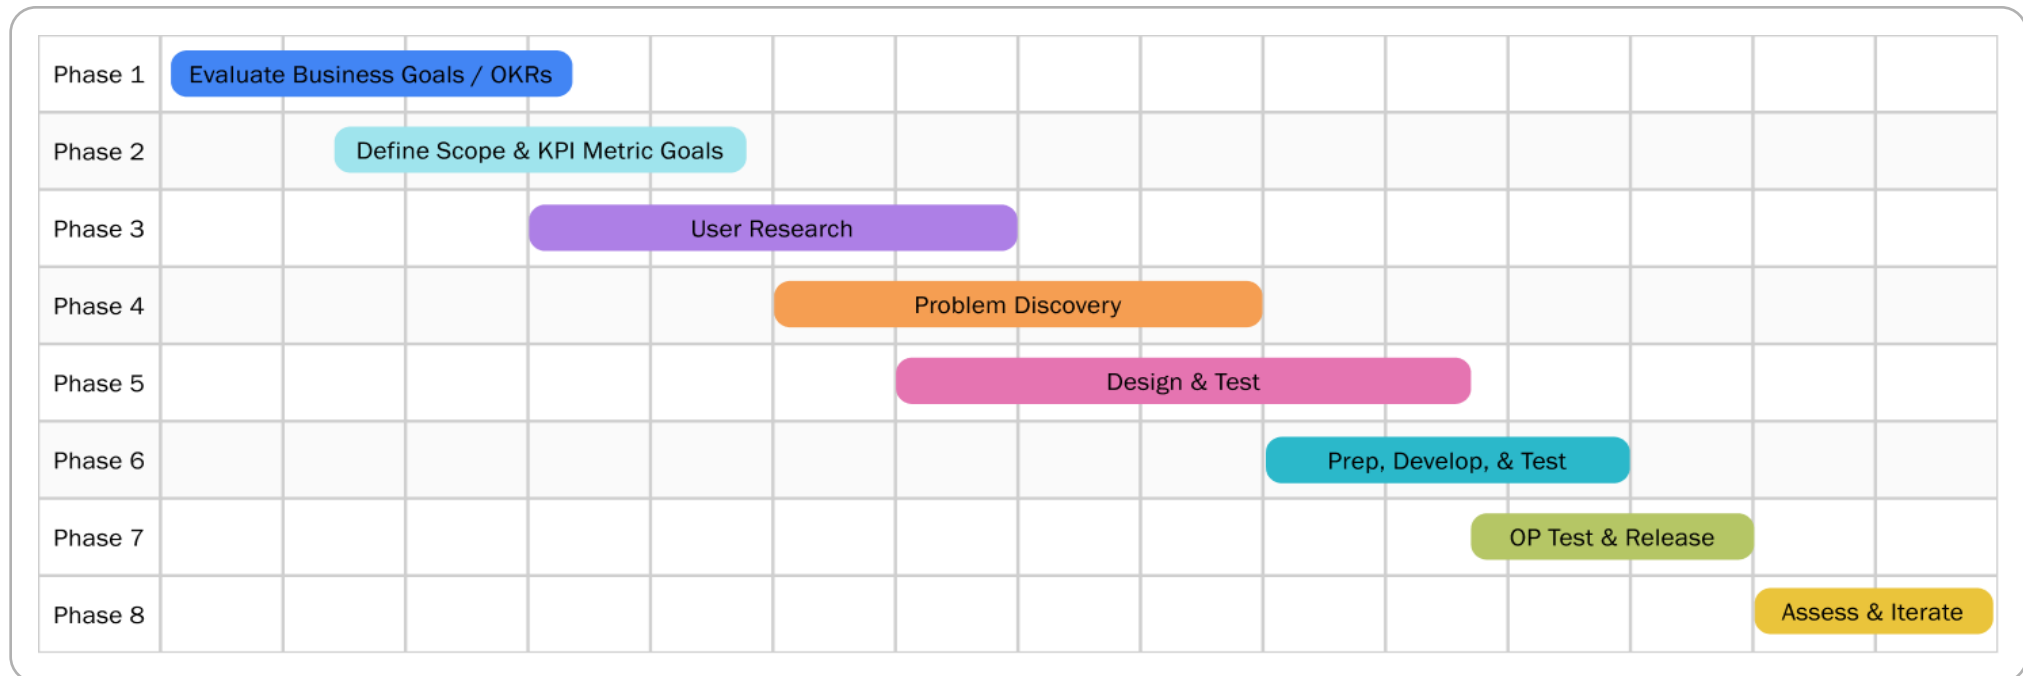 Phase 1 Evaluate Business Goals / OKRs
Phase 2 Define Scope & KPI Metric Goals
Phase 3 User Research
Phase 4 Problem Discovery
Phase 5 Design & Test
Phase 6 Prep, Develop, & Test
Phase 7 OP Test & Release
Phase 8 Assess & Iterate